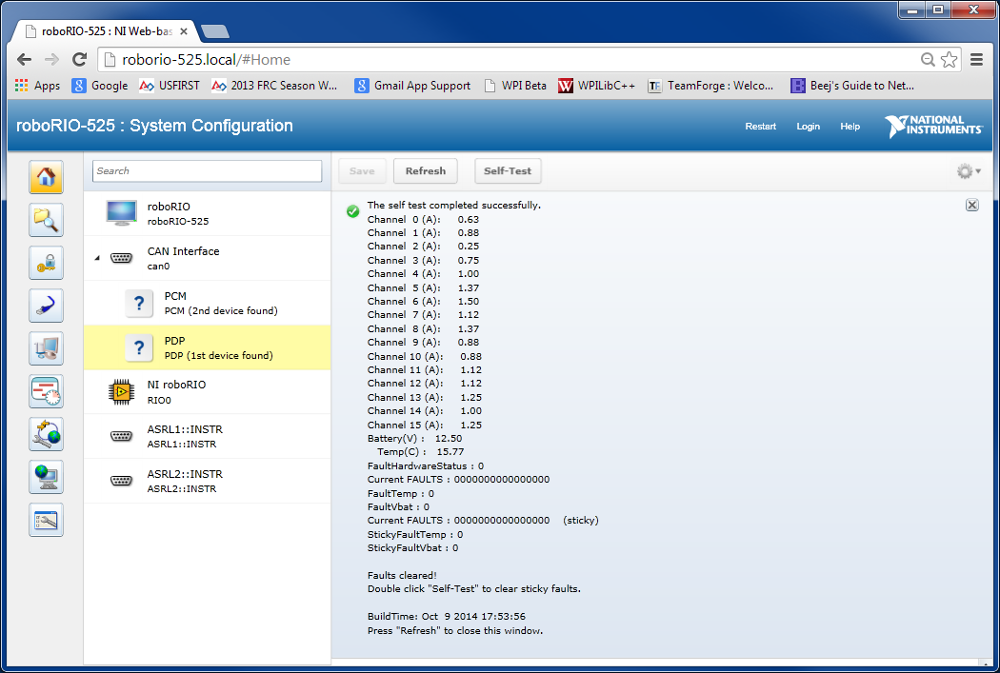 roboRIO-525 : NI Web-bas
roborio-525.local/#Home
Apps Google USFIRST 2013 FRC Season W... Gmail App Support WPI Beta WPILibC++ TeamForge : Welco... Beej's Guide to Net...
roboRIO-525 : System Configuration
Restart Login Help NATIONAL INSTRUMENTS
Search
Save Refresh Self-Test
roboRIO
roboRIO-525
CAN Interface
can0
PCM
PCM (2nd device found)
PDP
PDP (1st device found)
NI roboRIO
RIO0
ASRL1::INSTR
ASRL1::INSTR
ASRL2::INSTR
ASRL2::INSTR
The self test completed successfully.
Channel 0 (A): 0.63
Channel 1 (A): 0.88
Channel 2 (A): 0.25
Channel 3 (A): 0.75
Channel 4 (A): 1.00
Channel 5 (A): 1.37
Channel 6 (A): 1.50
Channel 7 (A): 1.12
Channel 8 (A): 1.37
Channel 9 (A): 0.88
Channel 10 (A): 0.88
Channel 11 (A): 1.12
Channel 12 (A): 1.12
Channel 13 (A): 1.25
Channel 14 (A): 1.00
Channel 15 (A): 1.25
Battery(V) : 12.50
Temp(C) : 15.77
FaultHardwareStatus : 0
Current FAULTS : 0000000000000000
FaultTemp : 0
FaultVbat : 0
Current FAULTS : 0000000000000000 (sticky)
StickyFaultTemp : 0
StickyFaultVbat : 0
Faults cleared!
Double click "Self-Test" to clear sticky faults.
BuildTime: Oct 9 2014 17:53:56
Press "Refresh" to close this window.